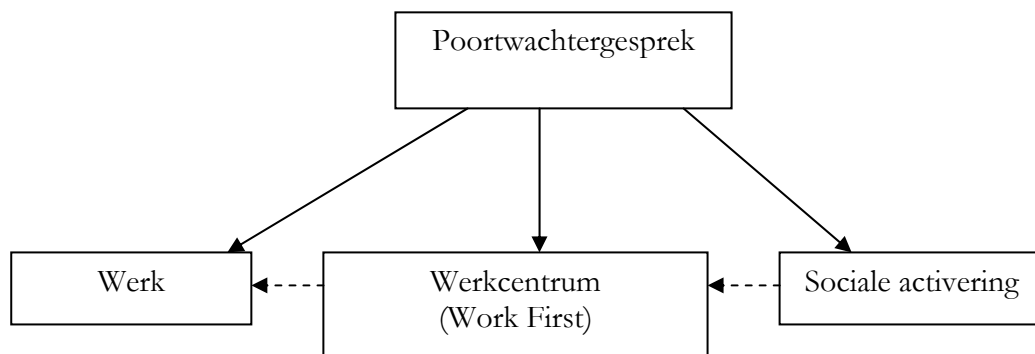 Poortwachtergesprek
Werk
Werkcentrum
(Work First)
Sociale activering